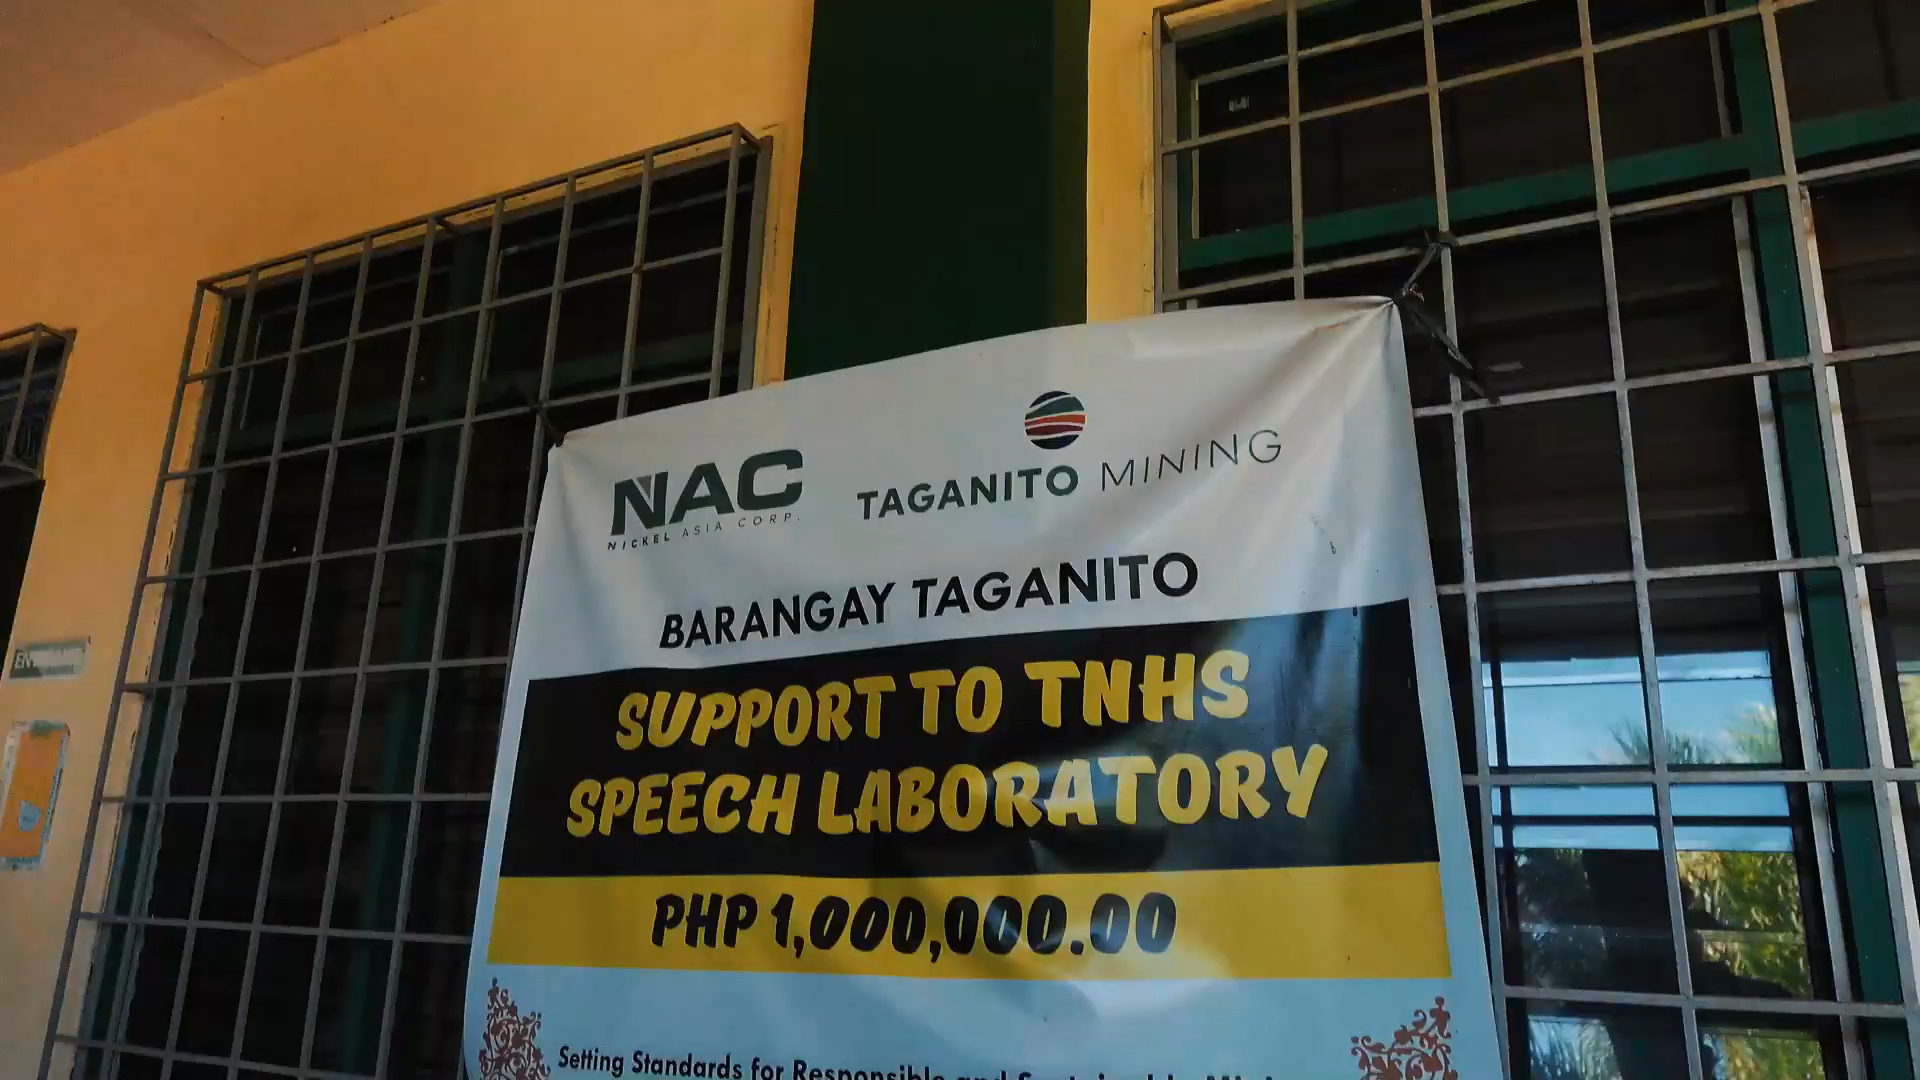 NAC
NICKEL ASIA CORP.
TAGANITO MINING
BARANGAY TAGANITO
SUPPORT TO TNHS
SPEECH LABORATORY
PHP 1,000,000.00
Setting Standards for Responsible and